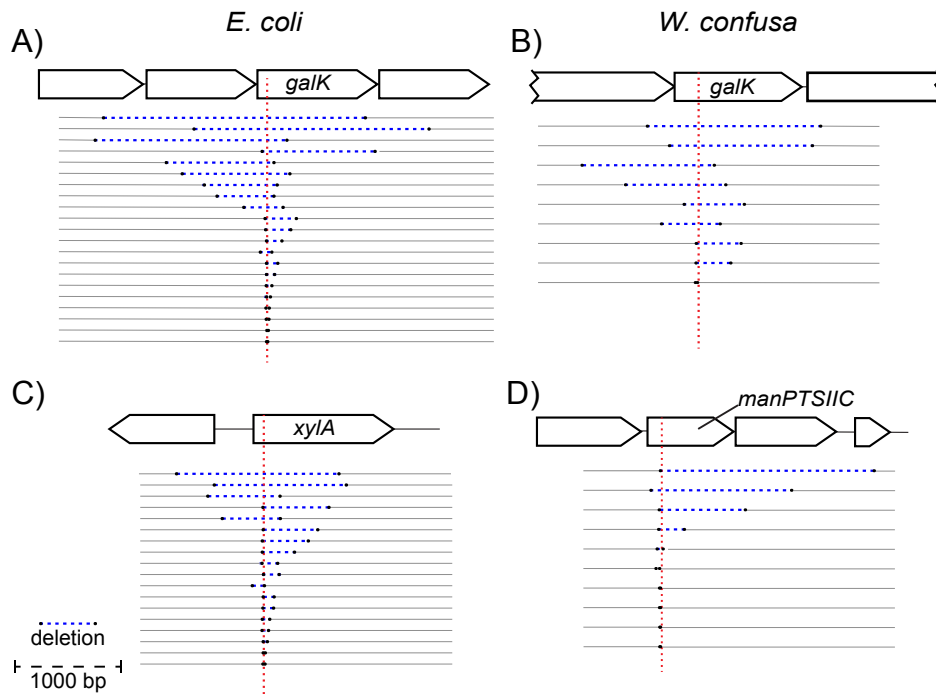 E. coli
W. confusa
A)
B)
galK
galK
C)
D)
manPTSIIC
xylA
deletion
1000 bp